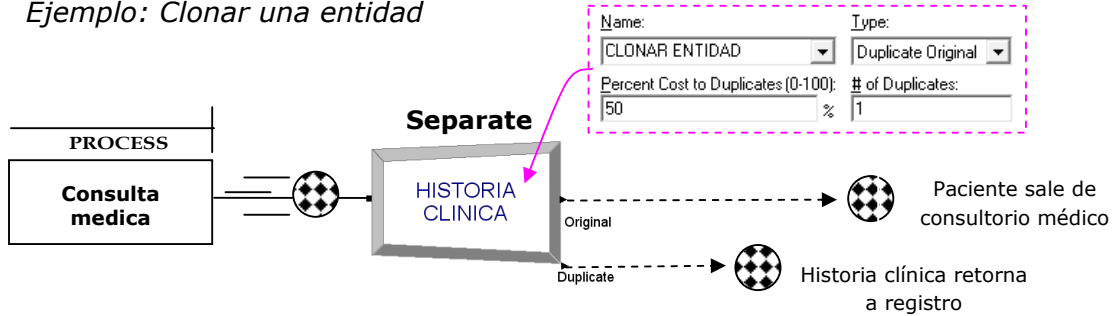 Ejemplo: Clonar una entidad
Name:
Type:
CLONAR ENTIDAD
Duplicate Original
Percent Cost to Duplicates (0-100):
# of Duplicates:
50
%
1
Separate
PROCESS
Consulta
medica
HISTORIA
CLINICA
Original
Duplicate
Paciente sale de
consultorio médico
Historia clínica retorna
a registro